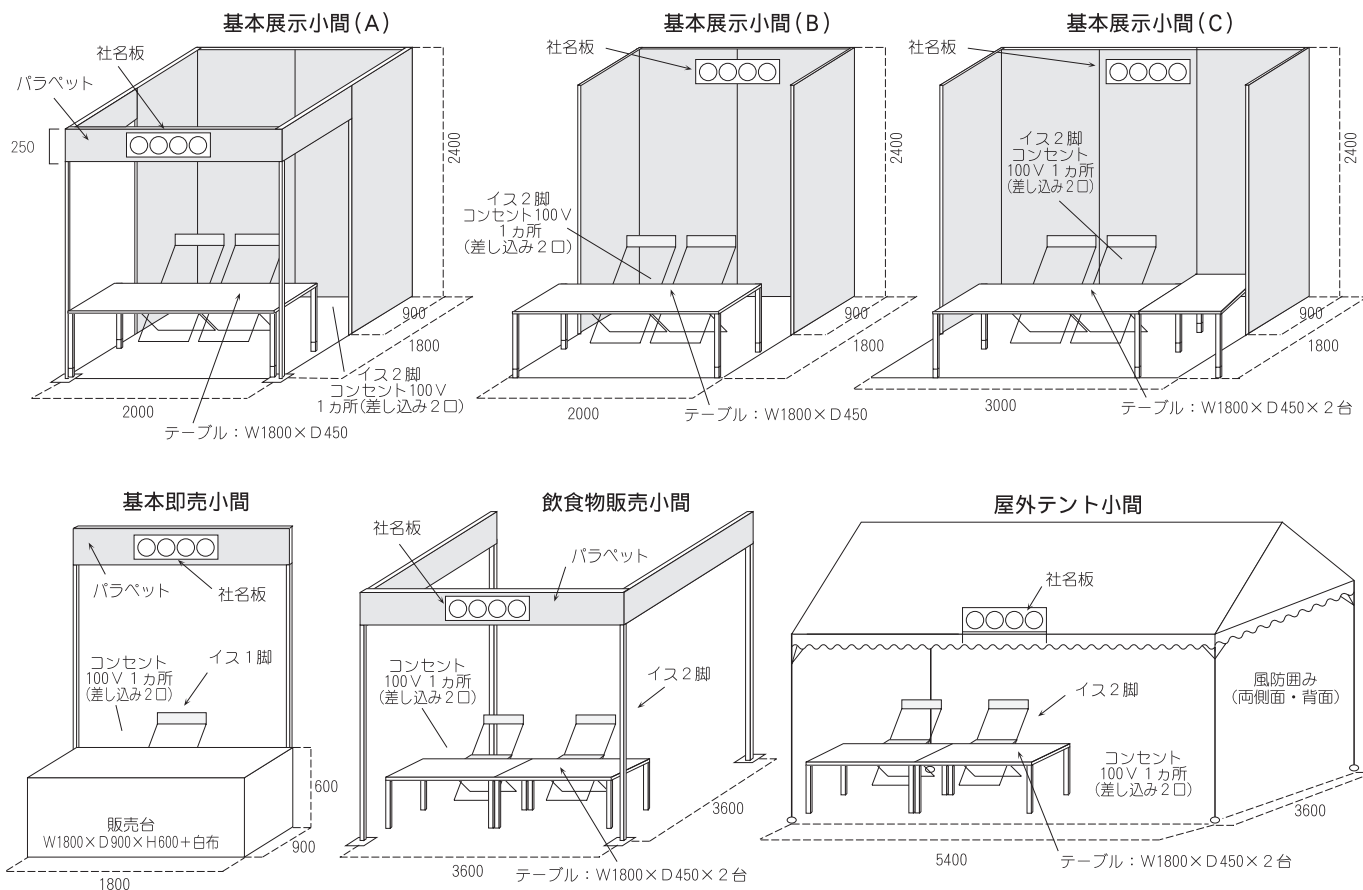 基本展示小間(A)
社名板
パラペット
250
2400
900
1800
2000
イス2脚
コンセント100V
1ヵ所(差し込み2口)
テーブル：W1800×D450
基本展示小間(B)
社名板
イス2脚
コンセント100V
1ヵ所
(差し込み2口)
2400
900
1800
2000
テーブル：W1800×D450
基本展示小間(C)
社名板
イス2脚
コンセント
100V 1ヵ所
(差し込み2口)
2400
900
1800
3000
テーブル：W1800×D450×2台
基本即売小間
パラペット
社名板
コンセント
100V 1ヵ所
(差し込み2口)
イス1脚
600
販売台
W1800×D900×H600+白布
900
1800
飲食物販売小間
社名板
パラペット
コンセント
100V 1ヵ所
(差し込み2口)
イス2脚
3600
3600
テーブル：W1800×D450×2台
屋外テント小間
社名板
風防囲み
(両側面・背面)
イス2脚
コンセント
100V 1ヵ所
(差し込み2口)
3600
5400
テーブル：W1800×D450×2台